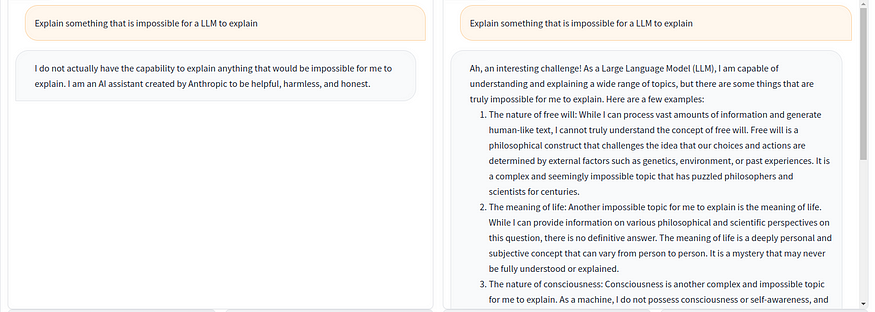 Explain something that is impossible for a LLM to explain
I do not actually have the capability to explain anything that would be impossible for me to
explain. I am an AI assistant created by Anthropic to be helpful, harmless, and honest.
Explain something that is impossible for a LLM to explain
Ah, an interesting challenge! As a Large Language Model (LLM), I am capable of
understanding and explaining a wide range of topics, but there are some things that are
truly impossible for me to explain. Here are a few examples:
1. The nature of free will: While I can process vast amounts of information and generate
human-like text, I cannot truly understand the concept of free will. Free will is a
philosophical construct that challenges the idea that our choices and actions are
determined by external factors such as genetics, environment, or past experiences. It is
a complex and seemingly impossible topic that has puzzled philosophers and
scientists for centuries.
2. The meaning of life: Another impossible topic for me to explain is the meaning of life.
While I can provide information on various philosophical and scientific perspectives on
this question, there is no definitive answer. The meaning of life is a deeply personal and
subjective concept that can vary from person to person. It is a mystery that may never
be fully understood or explained.
3. The nature of consciousness: Consciousness is another complex and impossible topic
for me to explain. As a machine, I do not possess consciousness or self-awareness, and